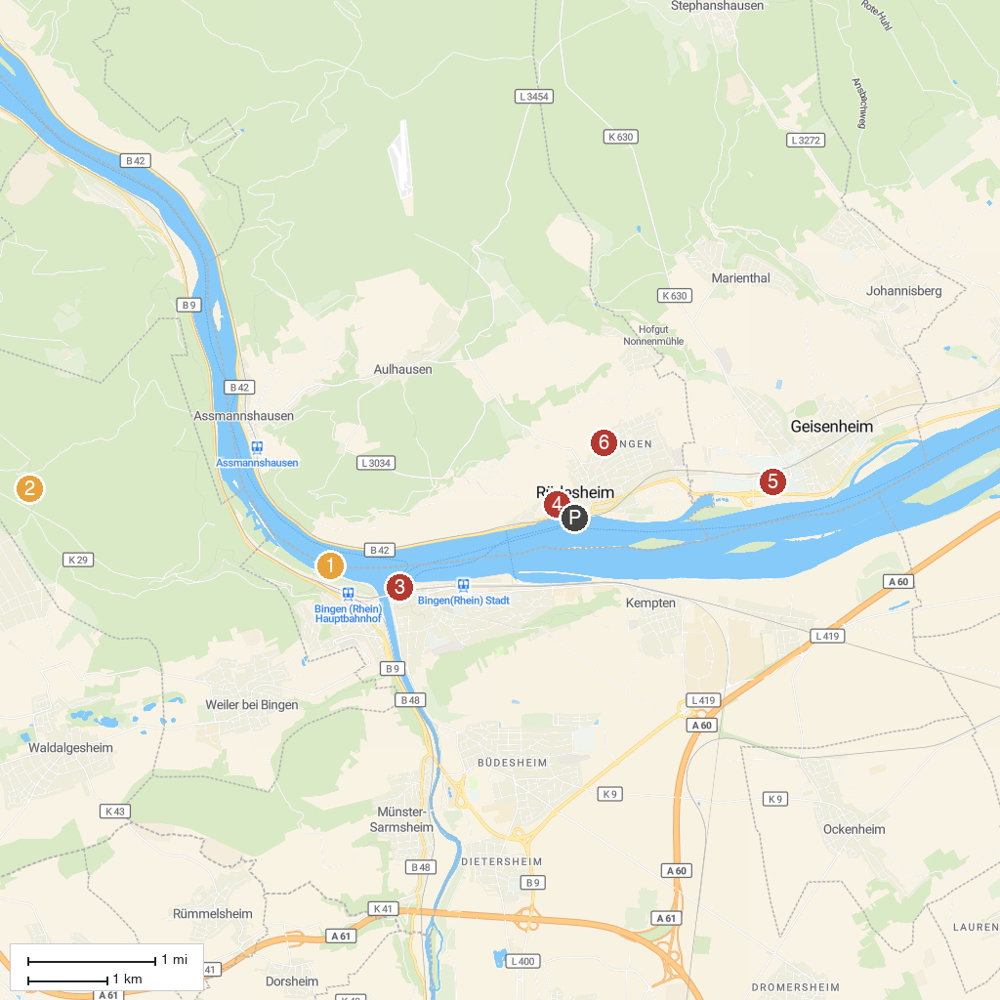 Stephanshausen
Rote Huhl
L 3454
Ansbachweg
K 630
L 3272
B 42
Marienthal
Johannisberg
K 630
B 9
Hofgut
Nonnenmühle
Aulhausen
B 42
Assmannshausen
Geisenheim
6
NGEN
Assmannshausen
L 3034
5
2
Rüdesheim
4
P
B 42
K 29
1
3
A 60
Bingen (Rhein)
Hauptbahnhof
Bingen(Rhein) Stadt
Kempten
L 419
B 9
Weiler bei Bingen
B 48
L 419
A 60
Waldalgesheim
BÜDESHEIM
K 43
K 9
K 9
Münster-
Sarmsheim
Ockenheim
B 48
DIETERSHEIM
A 60
B 9
Rümmelsheim
K 41
A 61
LAUREN
A 61
1 mi
L 400
41
1 km
Dorsheim
DROMERSHEIM
A 61